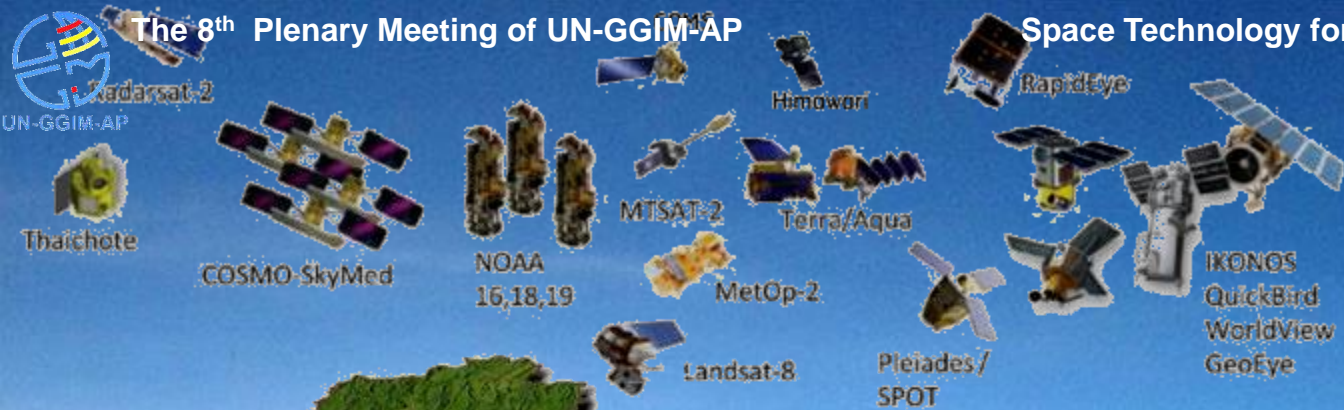 The 8th Plenary Meeting of UN-GGIM-AP
Space Technology for
COMS
UN-GGIM-AP
Radarsat-2
Himawari
RapidEye
Thaichote
COSMO-SkyMed
NOAA
16,18,19
MTSAT-2
Terra/Aqua
MetOp-2
Landsat-8
Pleiades/
SPOT
IKONOS
QuickBird
WorldView
GeoEye